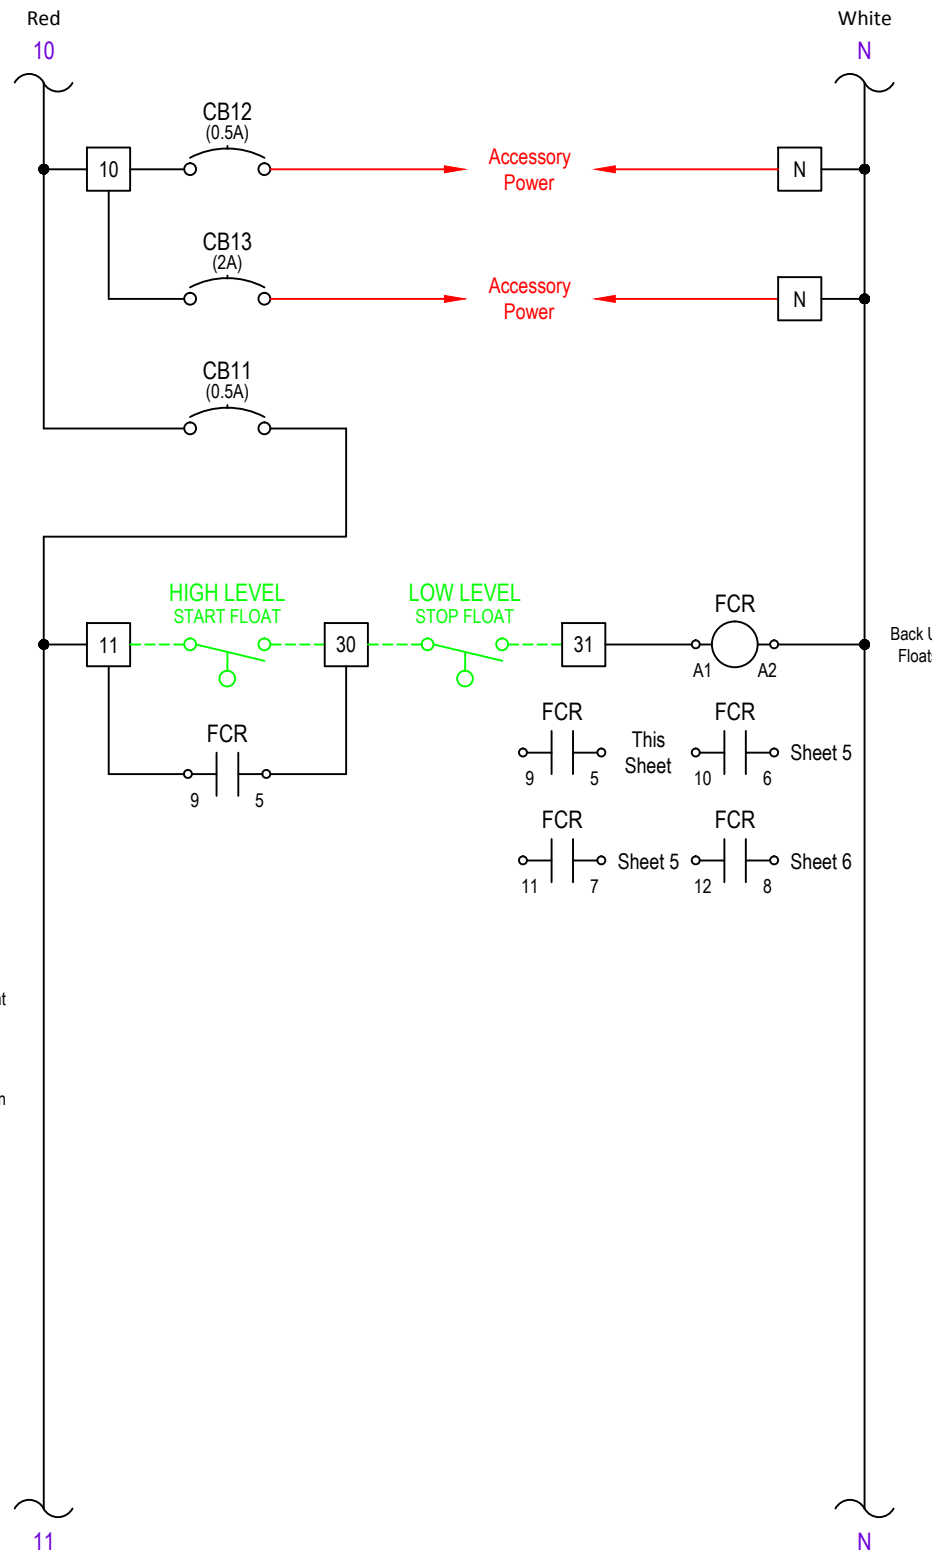 Red
White
10
N
CB12
(0.5A)
10
Accessory
Power
N
CB13
(2A)
Accessory
Power
N
CB11
(0.5A)
HIGH LEVEL
START FLOAT
LOW LEVEL
STOP FLOAT
FCR
11
30
31
A1
A2
Back U
Float
FCR
9
5
FCR
9
5
This
Sheet
FCR
10
6
Sheet 5
FCR
11
7
Sheet 5
FCR
12
8
Sheet 6
11
N